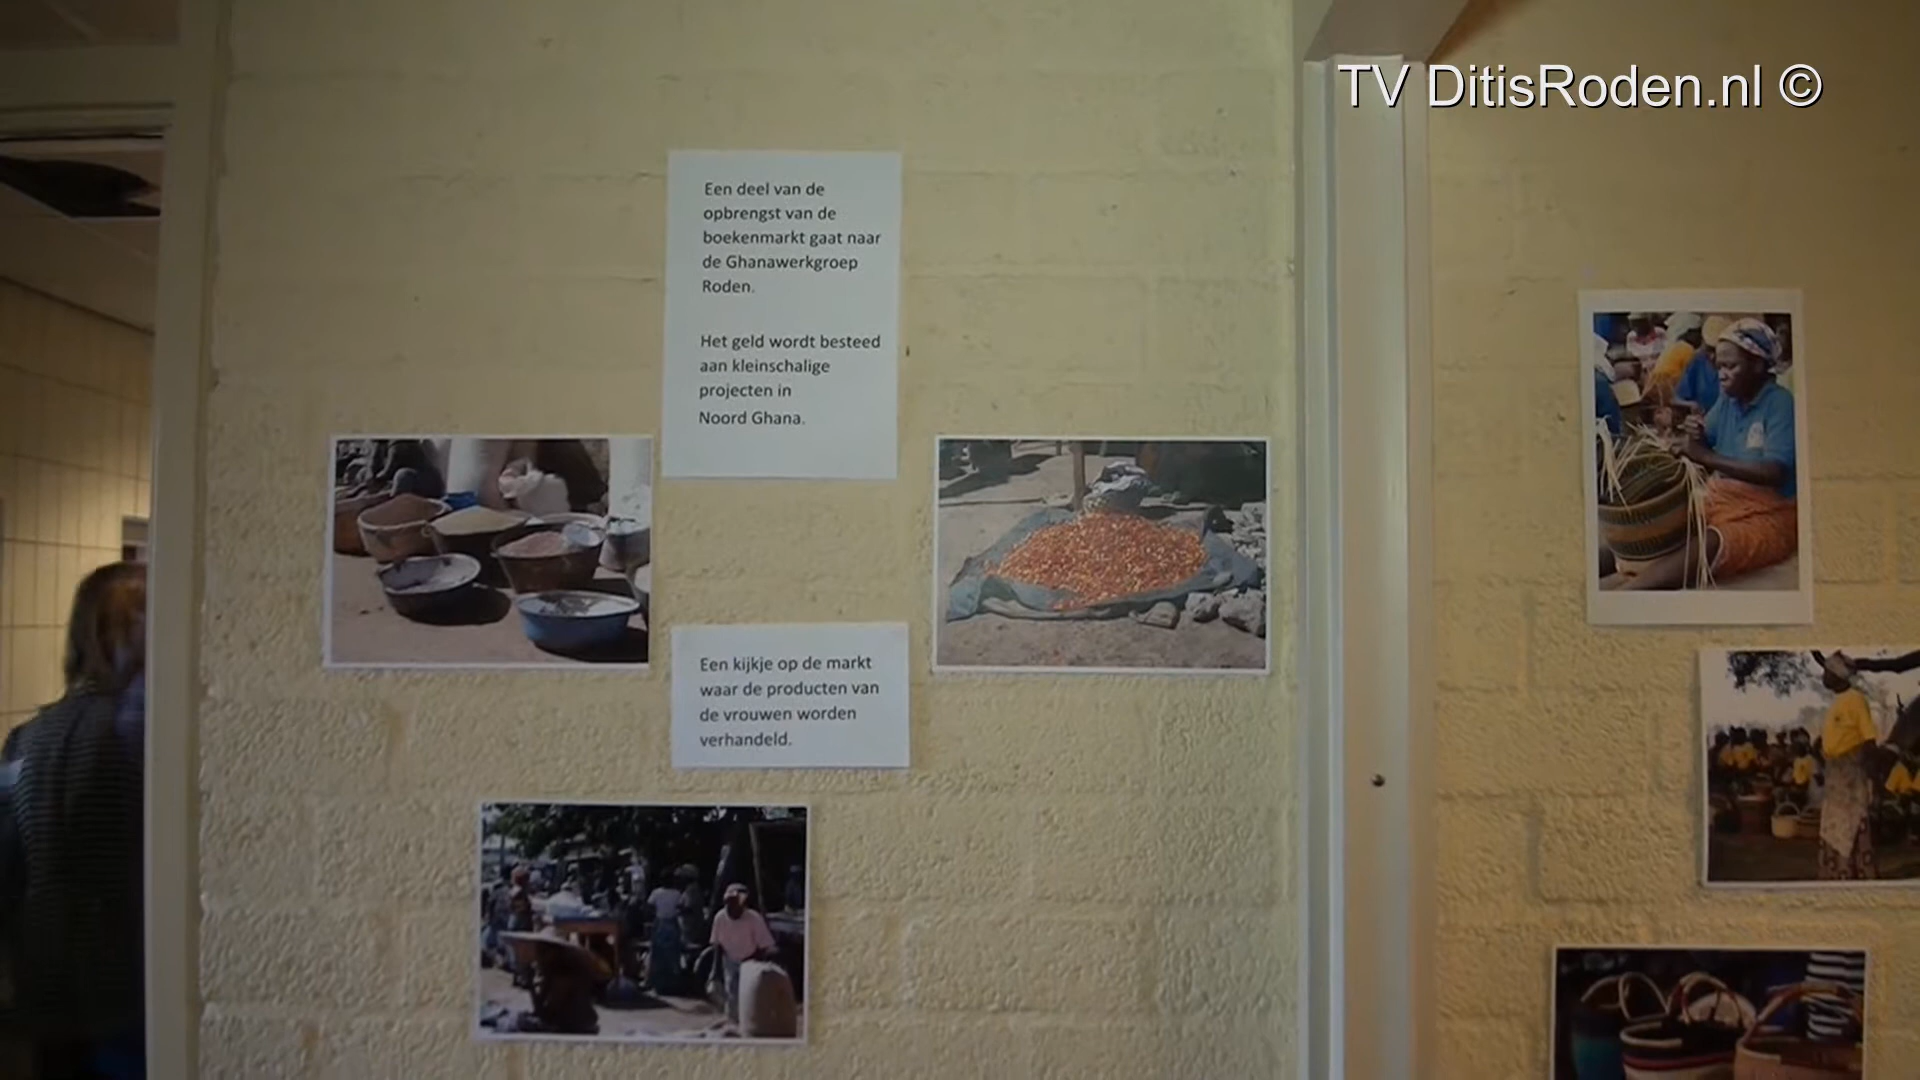 TV DitisRoden.nl ©
Een deel van de
opbrengst van de
boekenmarkt gaat naar
de Ghanawerkgroep
Roden.
Het geld wordt besteed
aan kleinschalige
projecten in
Noord Ghana.
Een kijkje op de markt
waar de producten van
de vrouwen worden
verhandeld.